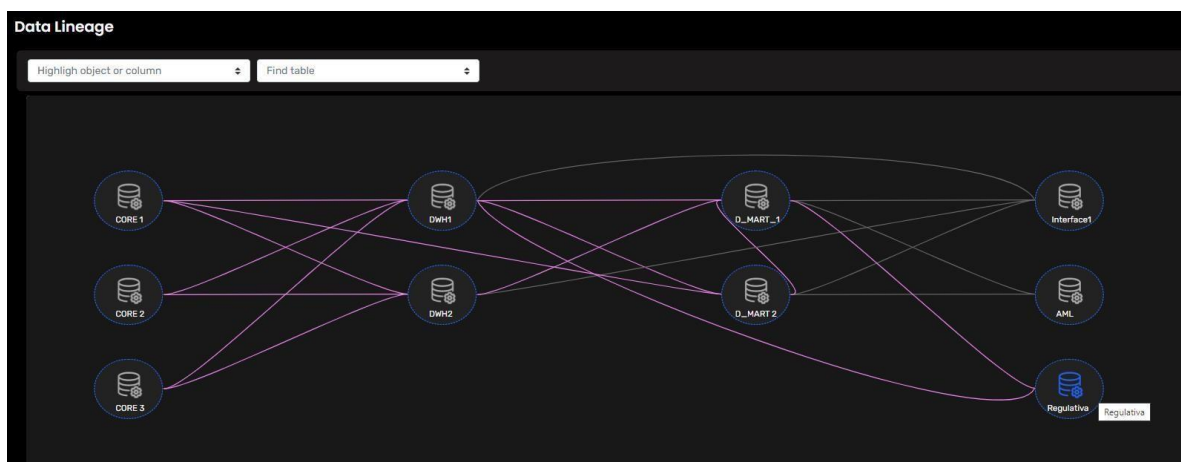 Data Lineage
Highligh object or column
Find table
CORE 1
DWH1
D_MART_1
Interface1
CORE 2
DWH2
D_MART 2
AML
CORE 3
Regulativa
Regulativa